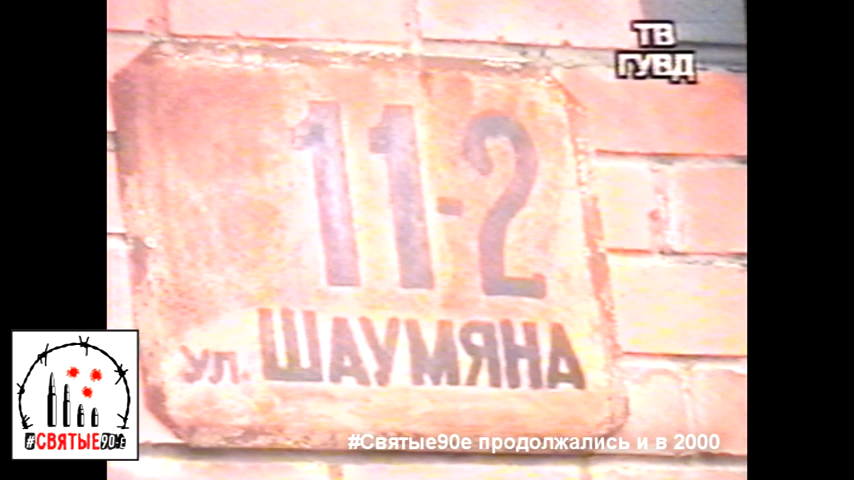 ТВ
ГУВД
11-2
ул. ШАУМЯНА
#СВЯТЫЕ90-Е
#Святые90е продолжались и в 2000